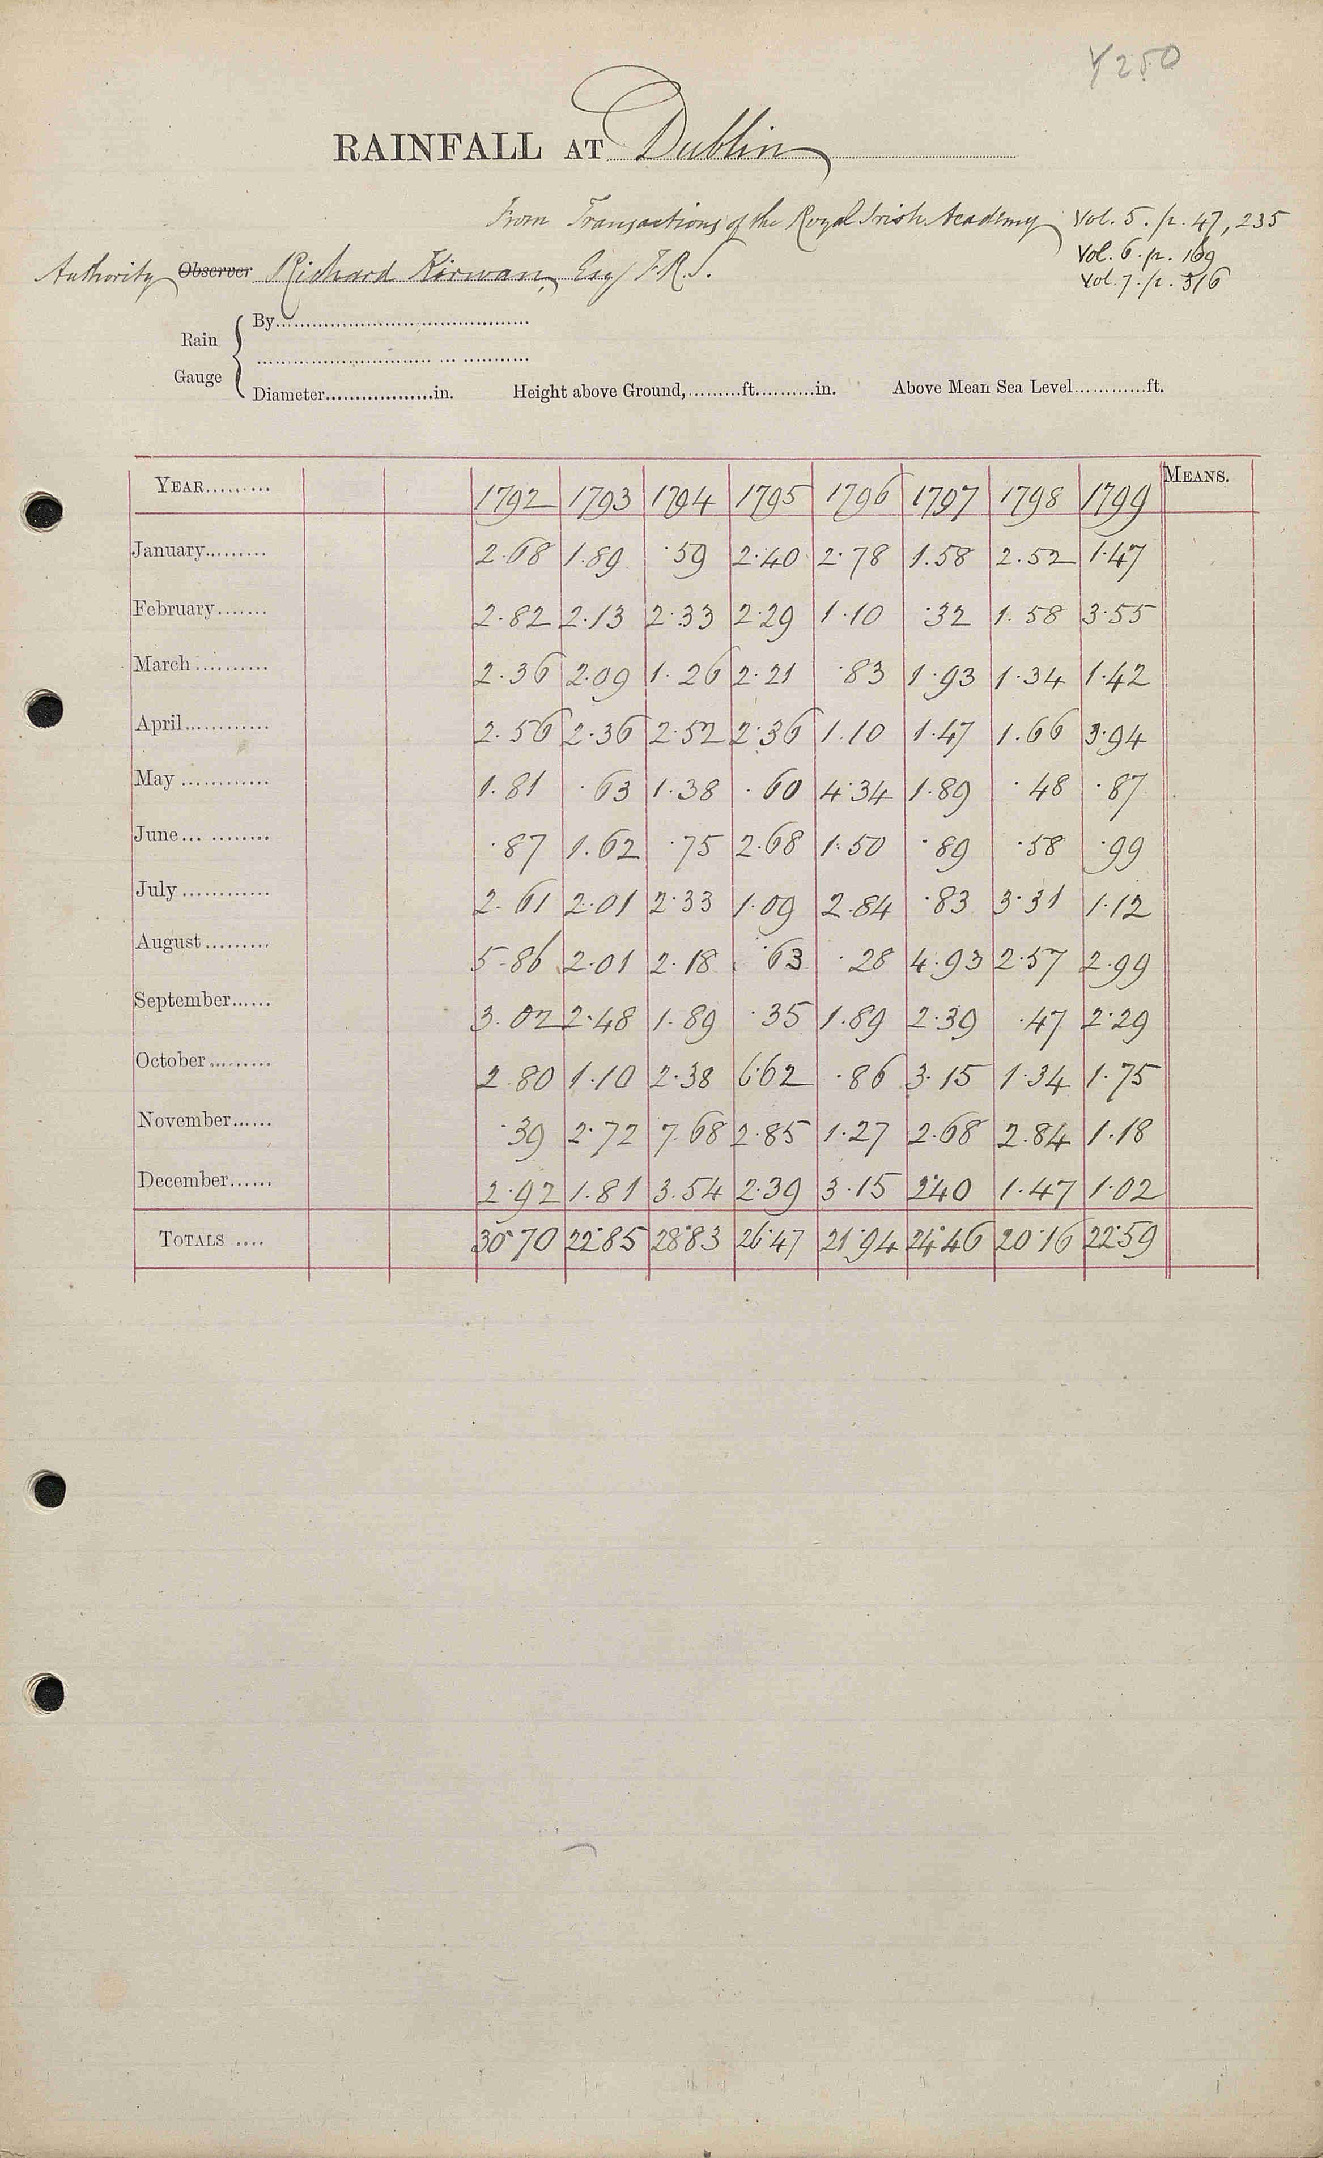 Y250
RAINFALL AT Dublin
From Transactions of the Royal Irish Academy Vol. 5. p. 47, 235
Vol. 6. p. 169
Vol. 7. p. 316
Authority Observer Richard Kirwan, Esq F.R.S.
Rain Gauge
By
Diameter in. Height above Ground, ft. in. Above Mean Sea Level ft.
YEAR 1792 1793 1794 1795 1796 1797 1798 1799 MEANS.
January 2.68 1.89 .59 2.40 2.78 1.58 2.52 1.47
February 2.82 2.13 2.33 2.29 1.10 .32 1.58 3.55
March 2.36 2.09 1.26 2.21 .83 1.93 1.34 1.42
April 2.56 2.36 2.52 2.36 1.10 1.47 1.66 3.94
May 1.81 .63 1.38 .60 4.34 1.89 .48 .87
June .87 1.62 .75 2.68 1.50 .89 .58 .99
July 2.61 2.01 2.33 1.09 2.84 .83 3.31 1.12
August 5.86 2.01 2.18 .63 .28 4.93 2.57 2.99
September 3.02 2.48 1.89 .35 1.89 2.39 .47 2.29
October 2.80 1.10 2.38 6.62 .86 3.15 1.34 1.75
November .39 2.72 7.68 2.85 1.27 2.68 2.84 1.18
December 2.92 1.81 3.54 2.39 3.15 2.40 1.47 1.02
TOTALS 30.70 22.85 28.83 26.47 21.94 24.46 20.16 22.59